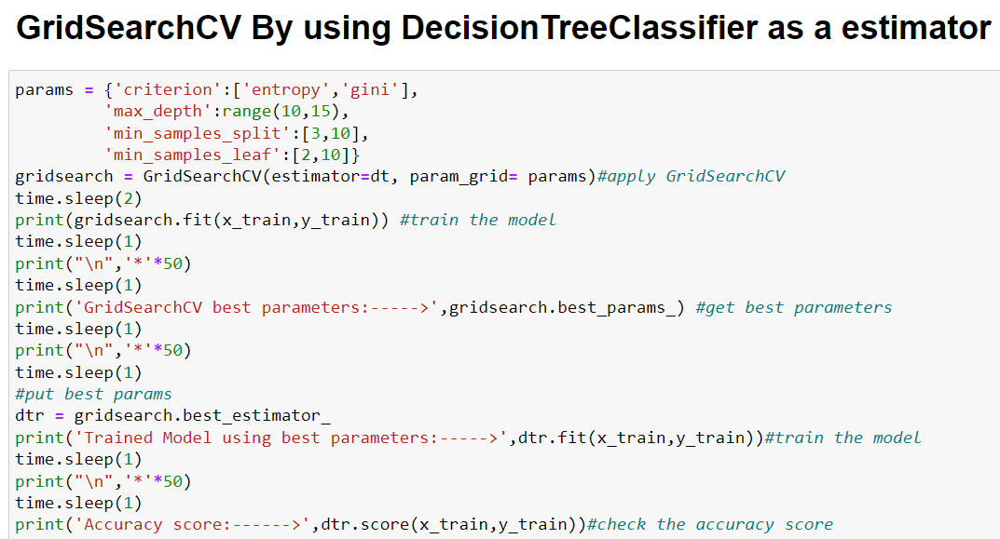 GridSearchCV By using DecisionTreeClassifier as a estimator
params = {'criterion':['entropy','gini'],
'max_depth':range(10,15),
'min_samples_split':[3,10],
'min_samples_leaf':[2,10]}
gridsearch = GridSearchCV(estimator=dt, param_grid= params)#apply GridSearchCV
time.sleep(2)
print(gridsearch.fit(x_train,y_train)) #train the model
time.sleep(1)
print("\n",'*'*50)
time.sleep(1)
print('GridSearchCV best parameters:----->',gridsearch.best_params_) #get best parameters
time.sleep(1)
print("\n",'*'*50)
time.sleep(1)
#put best params
dtr = gridsearch.best_estimator_
print('Trained Model using best parameters:----->',dtr.fit(x_train,y_train))#train the model
time.sleep(1)
print("\n",'*'*50)
time.sleep(1)
print('Accuracy score:------>',dtr.score(x_train,y_train))#check the accuracy score